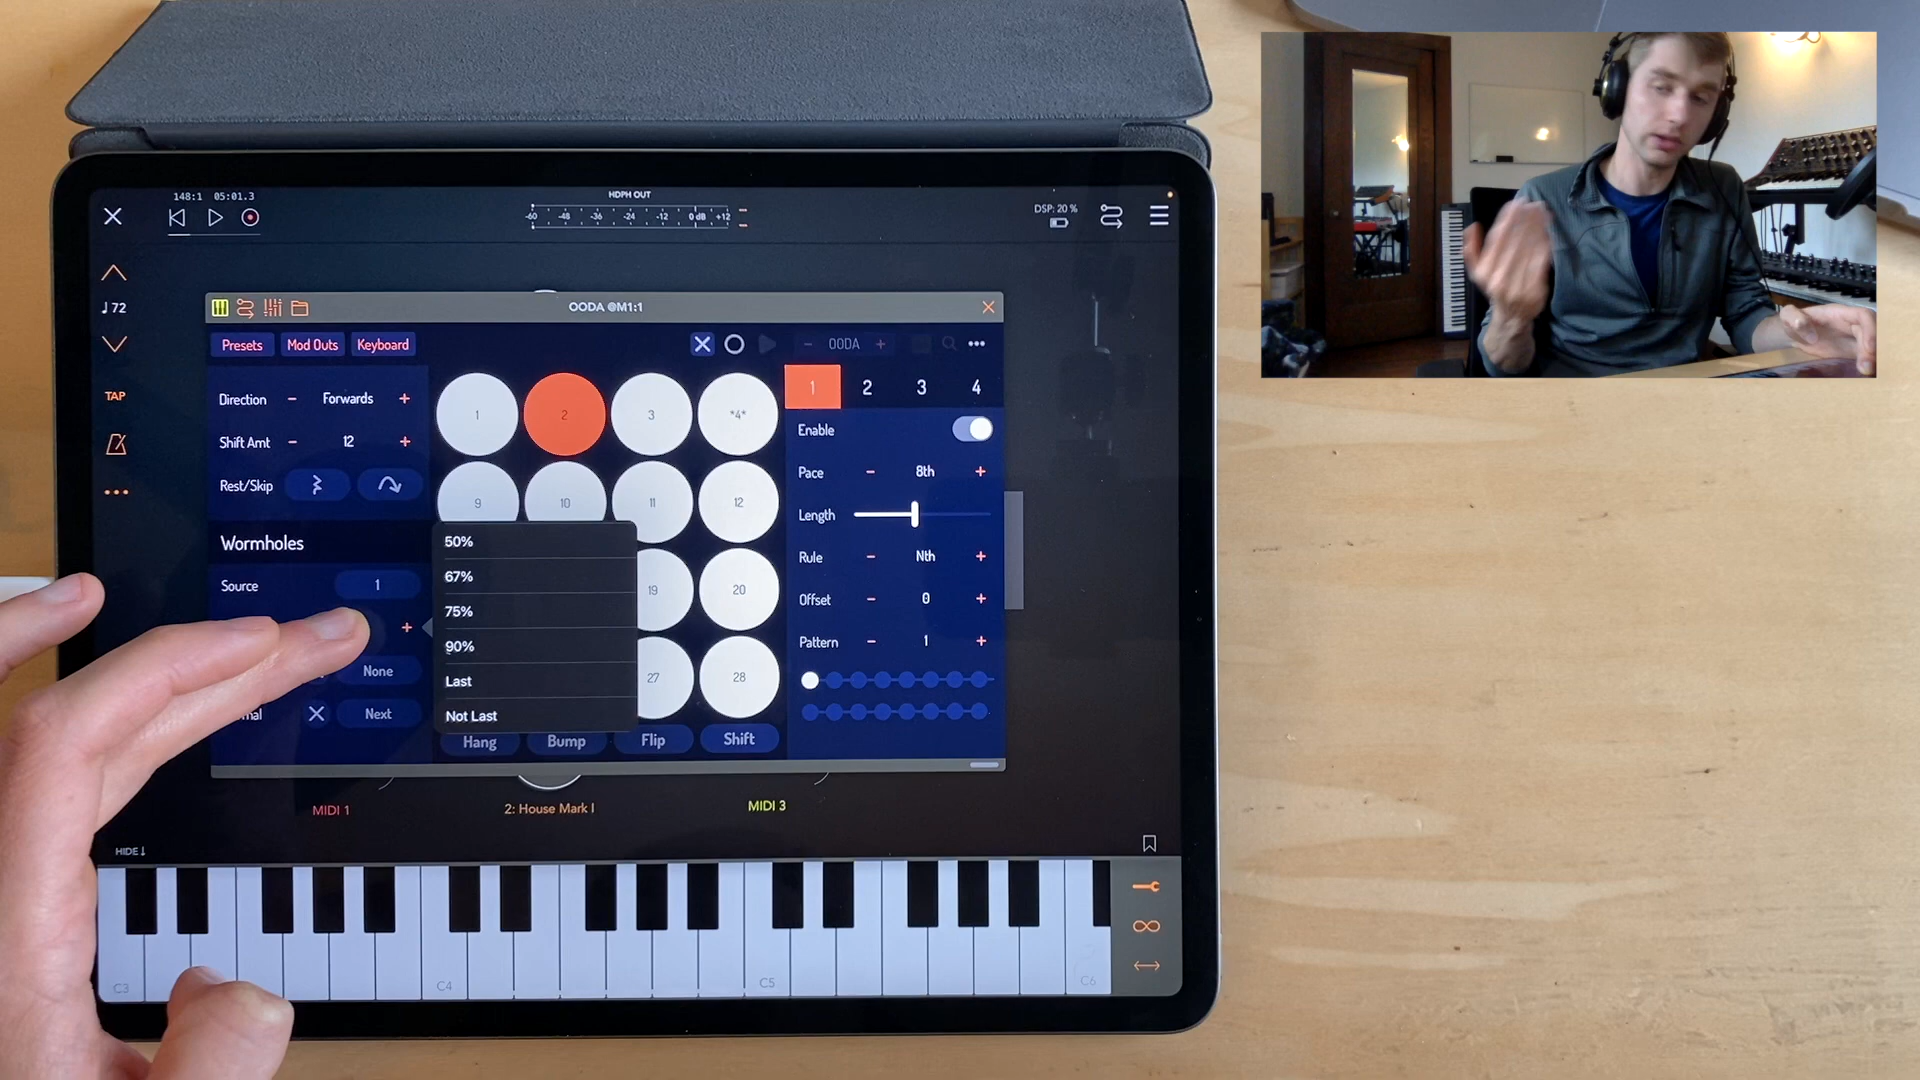 148:1 05:01.3
HDPH OUT
-60 -48 -36 -24 -12 0 dB +12
DSP: 20 %
♩72
TAP
OODA @M1:1
Presets Mod Outs Keyboard
− OODA +
Direction − Forwards +
Shift Amt − 12 +
Rest/Skip
Wormholes
Source 1
+
None
Next
1 2 3 *4*
9 10 11 12
19 20
27 28
50%
67%
75%
90%
Last
Not Last
Hang Bump Flip Shift
1 2 3 4
Enable
Pace − 8th +
Length
Rule − Nth +
Offset − 0 +
Pattern − 1 +
MIDI 1
2: House Mark I
MIDI 3
HIDE
C3 C4 C5 C6